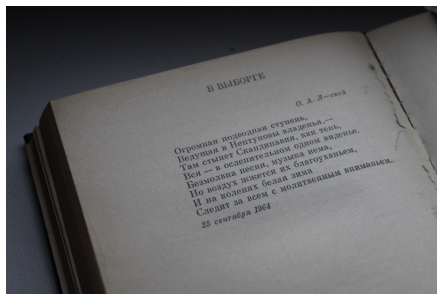 В ВЫБОРГЕ
О. А. Л—ской
Огромная подводная ступень,
Ведущая в Нептуновы владенья,—
Там стынет Скандинавия, как тень,
Вся — в ослепительном одном виденье.
Безмолвна песня, музыка нема,
Но воздух жжется их благоуханьем,
И на коленях белая зима
Следит за всем с молитвенным вниманьем.
25 сентября 1964